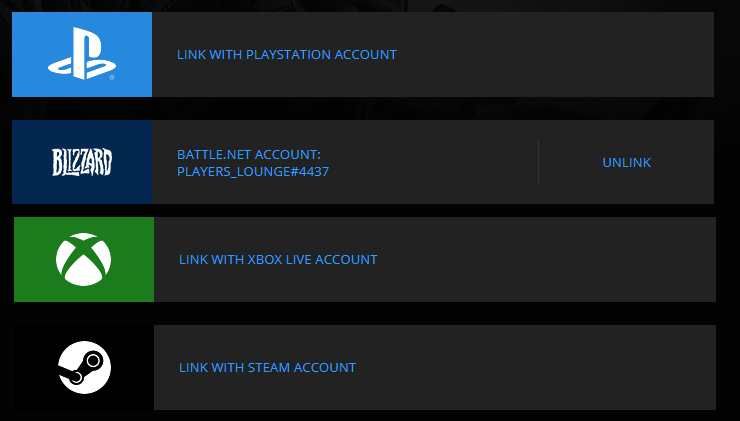 LINK WITH PLAYSTATION ACCOUNT
BLIZZARD
BATTLE.NET ACCOUNT:
PLAYERS_LOUNGE#4437
UNLINK
LINK WITH XBOX LIVE ACCOUNT
LINK WITH STEAM ACCOUNT